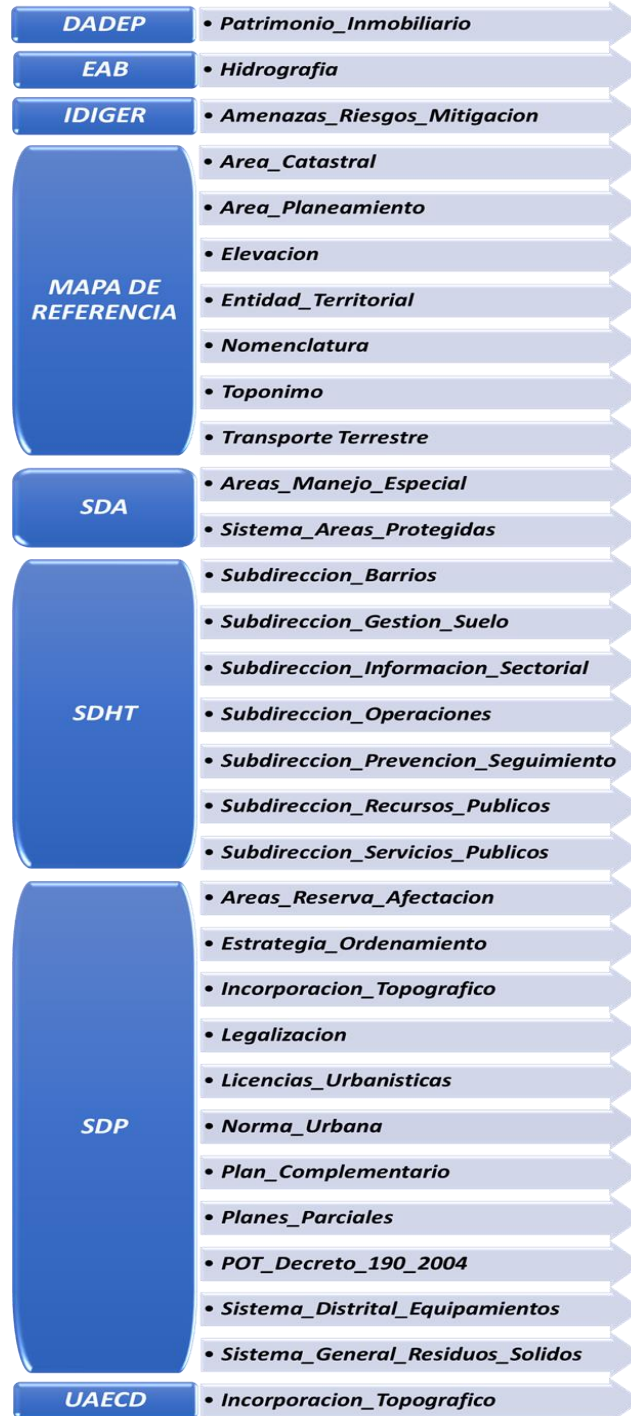 DADEP
• Patrimonio_Inmobiliario
EAB
• Hidrografia
IDIGER
• Amenazas_Riesgos_Mitigacion
MAPA DE
REFERENCIA
• Area_Catastral
• Area_Planeamiento
• Elevacion
• Entidad_Territorial
• Nomenclatura
• Toponimo
• Transporte Terrestre
SDA
• Areas_Manejo_Especial
• Sistema_Areas_Protegidas
SDHT
• Subdireccion_Barrios
• Subdireccion_Gestion_Suelo
• Subdireccion_Informacion_Sectorial
• Subdireccion_Operaciones
• Subdireccion_Prevencion_Seguimiento
• Subdireccion_Recursos_Publicos
• Subdireccion_Servicios_Publicos
SDP
• Areas_Reserva_Afectacion
• Estrategia_Ordenamiento
• Incorporacion_Topografico
• Legalizacion
• Licencias_Urbanisticas
• Norma_Urbana
• Plan_Complementario
• Planes_Parciales
• POT_Decreto_190_2004
• Sistema_Distrital_Equipamientos
• Sistema_General_Residuos_Solidos
UAECD
• Incorporacion_Topografico